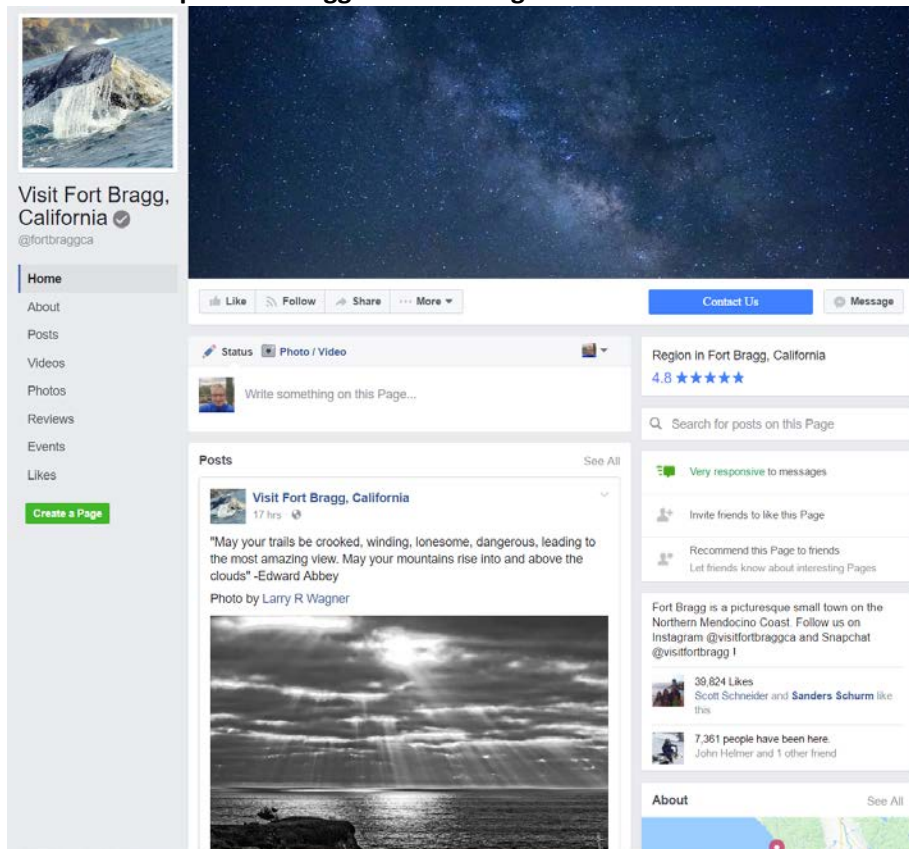 Visit Fort Bragg,
California
@fortbraggca
Home
About
Posts
Videos
Photos
Reviews
Events
Likes
Create a Page
Like Follow Share More
Contact Us Message
Status Photo / Video
Write something on this Page...
Posts See All
Visit Fort Bragg, California
17 hrs
"May your trails be crooked, winding, lonesome, dangerous, leading to
the most amazing view. May your mountains rise into and above the
clouds" -Edward Abbey
Photo by Larry R Wagner
Region in Fort Bragg, California
4.8
Search for posts on this Page
Very responsive to messages
Invite friends to like this Page
Recommend this Page to friends
Let friends know about interesting Pages
Fort Bragg is a picturesque small town on the
Northern Mendocino Coast. Follow us on
Instagram @visitfortbraggca and Snapchat
@visitfortbragg !
39,824 Likes
Scott Schneider and Sanders Schurm like
this
7,361 people have been here.
John Helmer and 1 other friend
About See All